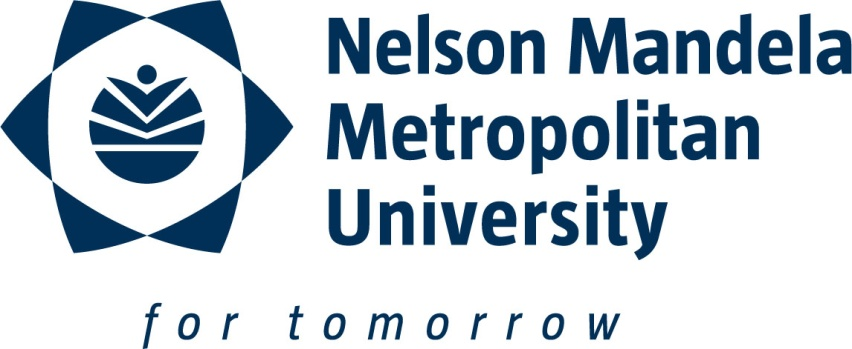 Nelson Mandela
Metropolitan
University
for tomorrow